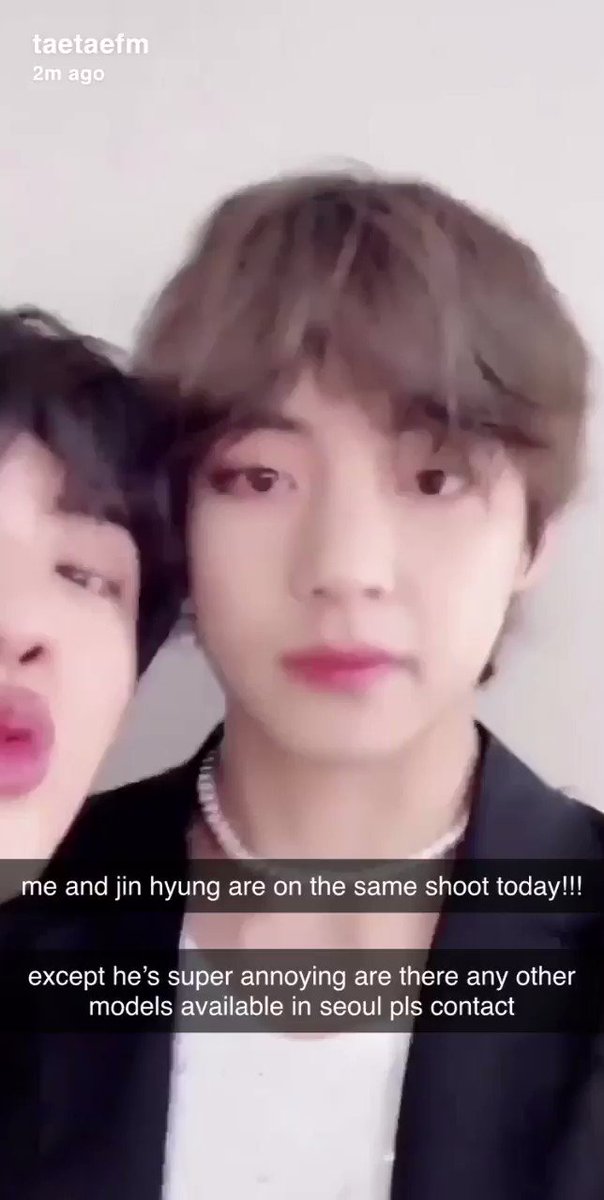 taetaefm
2m ago
me and jin hyung are on the same shoot today!!!
except he’s super annoying are there any other
models available in seoul pls contact